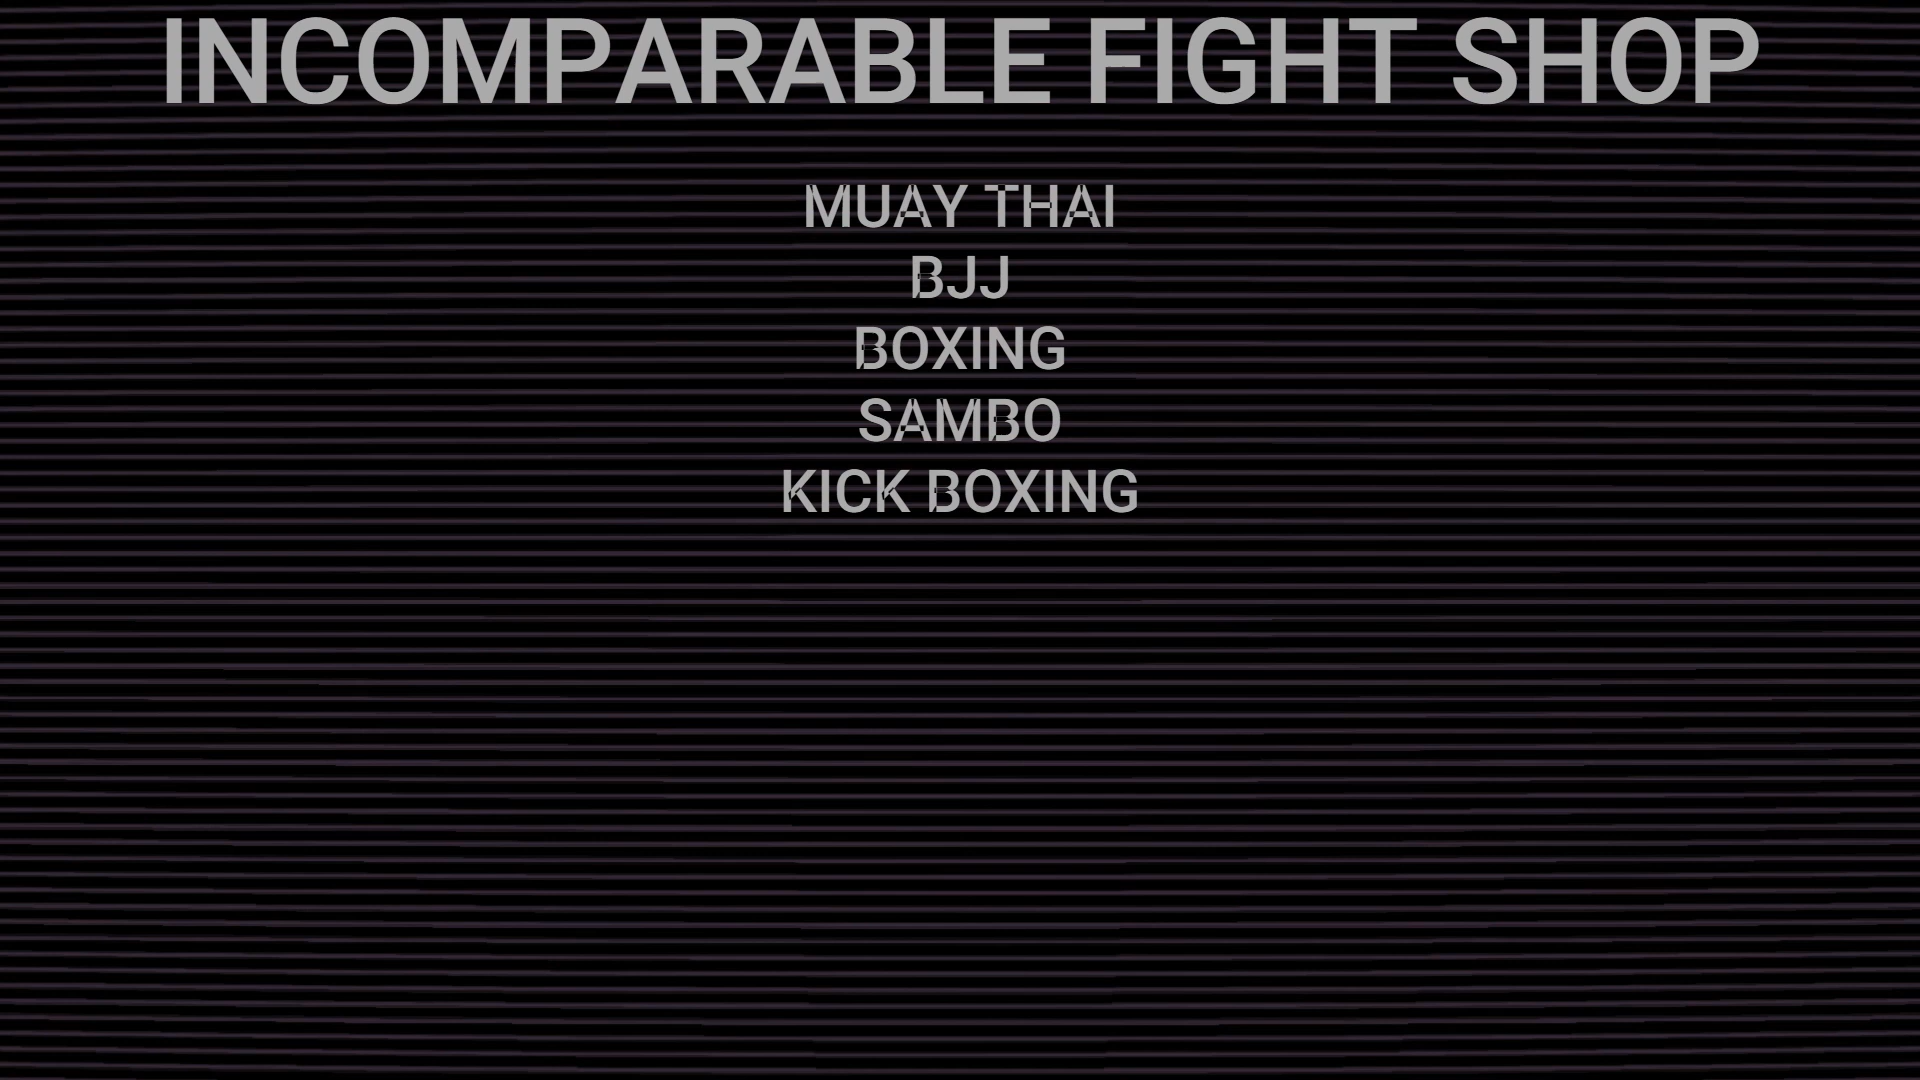 INCOMPARABLE FIGHT SHOP
MUAY THAI
BJJ
BOXING
SAMBO
KICK BOXING